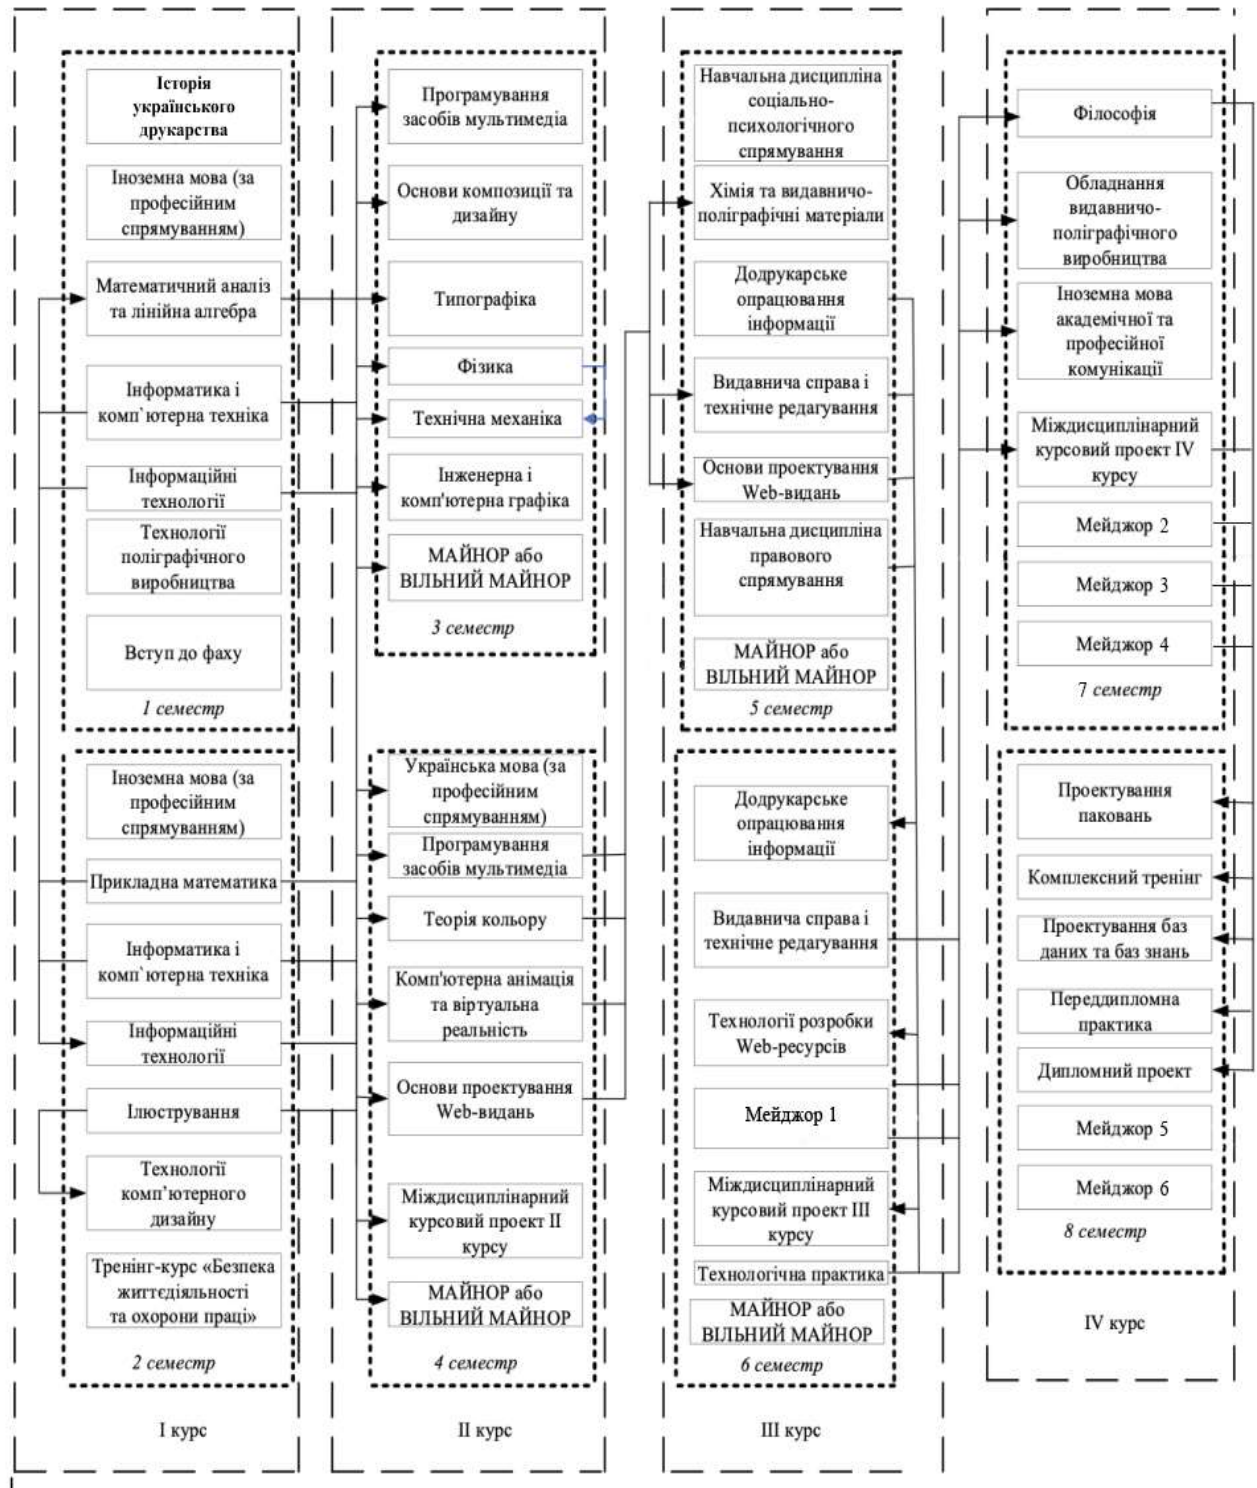 Історія
українського
друкарства
Іноземна мова (за
професійним
спрямуванням)
Математичний аналіз
та лінійна алгебра
Інформатика і
комп`ютерна техніка
Інформаційні
технології
Технології
поліграфічного
виробництва
Вступ до фаху
1 семестр
Іноземна мова (за
професійним
спрямуванням)
Прикладна математика
Інформатика і
комп`ютерна техніка
Інформаційні
технології
Ілюстрування
Технології
комп’ютерного
дизайну
Тренінг-курс «Безпека
життєдіяльності
та охорони праці»
2 семестр
І курс
Програмування
засобів мультимедіа
Основи композиції та
дизайну
Типографіка
Фізика
Технічна механіка
Інженерна і
комп'ютерна графіка
МАЙНОР або
ВІЛЬНИЙ МАЙНОР
3 семестр
Українська мова (за
професійним
спрямуванням)
Програмування
засобів мультимедіа
Теорія кольору
Комп'ютерна анімація
та віртуальна
реальність
Основи проектування
Web-видань
Міждисциплінарний
курсовий проект ІІ
курсу
МАЙНОР або
ВІЛЬНИЙ МАЙНОР
4 семестр
ІІ курс
Навчальна дисципліна
соціально-
психологічного
спрямування
Хімія та видавничо-
поліграфічні матеріали
Додрукарське
опрацювання
інформації
Видавнича справа і
технічне редагування
Основи проектування
Web-видань
Навчальна дисципліна
правового
спрямування
МАЙНОР або
ВІЛЬНИЙ МАЙНОР
5 семестр
Додрукарське
опрацювання
інформації
Видавнича справа і
технічне редагування
Технології розробки
Web-ресурсів
Мейджор 1
Міждисциплінарний
курсовий проект ІІІ
курсу
Технологічна практика
МАЙНОР або
ВІЛЬНИЙ МАЙНОР
6 семестр
ІІІ курс
Філософія
Обладнання
видавничо-
поліграфічного
виробництва
Іноземна мова
академічної та
професійної
комунікації
Міждисциплінарний
курсовий проект IV
курсу
Мейджор 2
Мейджор 3
Мейджор 4
7 семестр
Проектування
паковань
Комплексний тренінг
Проектування баз
даних та баз знань
Переддипломна
практика
Дипломний проект
Мейджор 5
Мейджор 6
8 семестр
IV курс